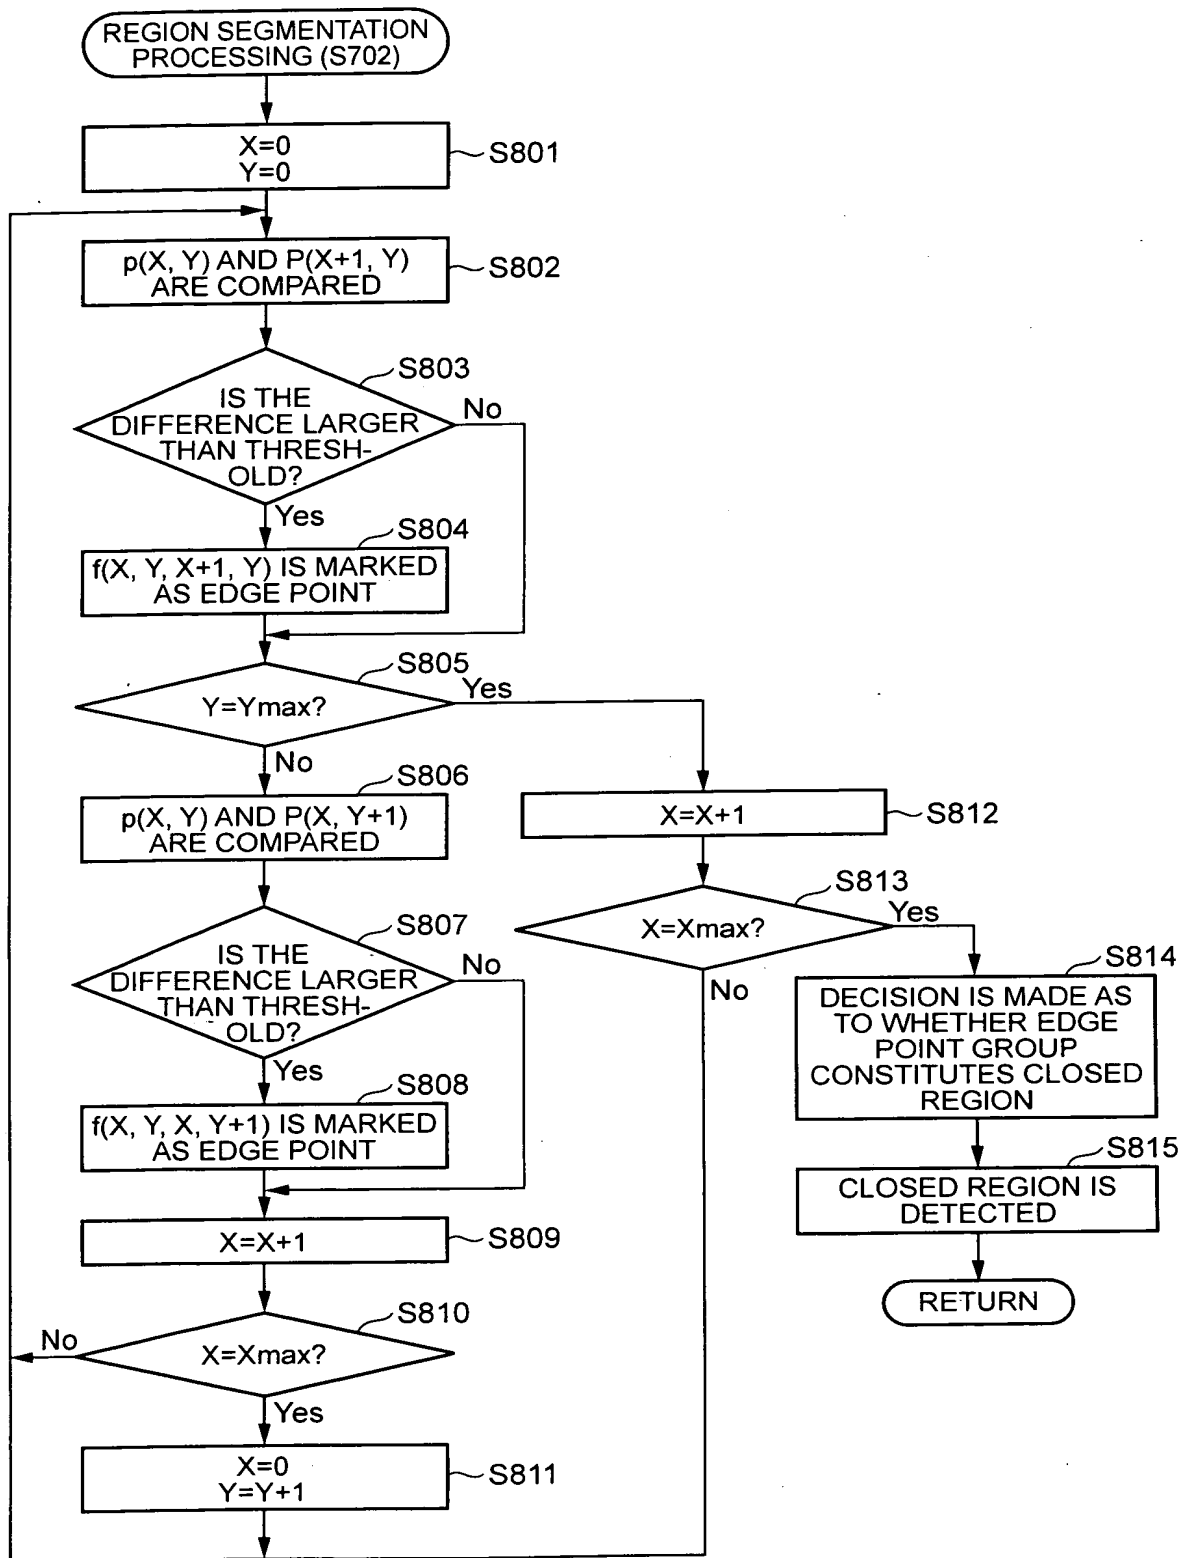 REGION SEGMENTATION
PROCESSING (S702)
X=0
Y=0
S801
p(X, Y) AND P(X+1, Y)
ARE COMPARED
S802
S803
IS THE
DIFFERENCE LARGER
THAN THRESH-
OLD?
No
Yes
S804
f(X, Y, X+1, Y) IS MARKED
AS EDGE POINT
S805
Y=Ymax?
Yes
No
S806
p(X, Y) AND P(X, Y+1)
ARE COMPARED
S807
IS THE
DIFFERENCE LARGER
THAN THRESH-
OLD?
No
Yes
S808
f(X, Y, X, Y+1) IS MARKED
AS EDGE POINT
X=X+1
S809
S810
X=Xmax?
No
Yes
X=0
Y=Y+1
S811
X=X+1
S812
S813
X=Xmax?
Yes
No
S814
DECISION IS MADE AS
TO WHETHER EDGE
POINT GROUP
CONSTITUTES CLOSED
REGION
S815
CLOSED REGION IS
DETECTED
RETURN